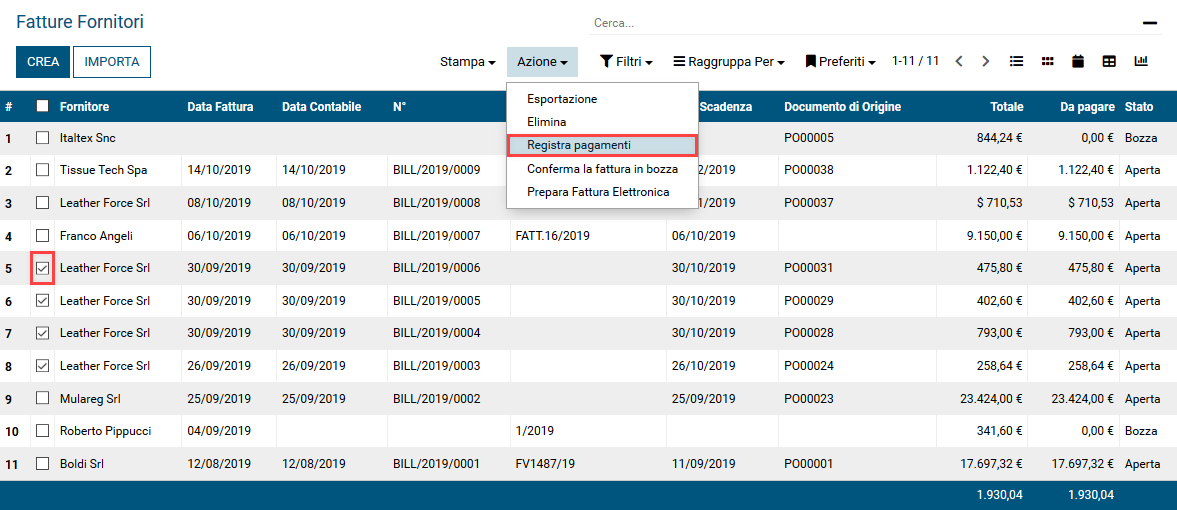 Fatture Fornitori
Cerca...
CREA IMPORTA Stampa Azione Filtri Raggruppa Per Preferiti 1-11 / 11
Esportazione
Elimina
Registra pagamenti
Conferma la fattura in bozza
Prepara Fattura Elettronica
# Fornitore Data Fattura Data Contabile N° Scadenza Documento di Origine Totale Da pagare Stato
1 Italtex Snc PO00005 844,24 € 0,00 € Bozza
2 Tissue Tech Spa 14/10/2019 14/10/2019 BILL/2019/0009 2/2019 PO00038 1.122,40 € 1.122,40 € Aperta
3 Leather Force Srl 08/10/2019 08/10/2019 BILL/2019/0008 1/2019 PO00037 $ 710,53 $ 710,53 Aperta
4 Franco Angeli 06/10/2019 06/10/2019 BILL/2019/0007 FATT.16/2019 06/10/2019 9.150,00 € 9.150,00 € Aperta
5 Leather Force Srl 30/09/2019 30/09/2019 BILL/2019/0006 30/10/2019 PO00031 475,80 € 475,80 € Aperta
6 Leather Force Srl 30/09/2019 30/09/2019 BILL/2019/0005 30/10/2019 PO00029 402,60 € 402,60 € Aperta
7 Leather Force Srl 30/09/2019 30/09/2019 BILL/2019/0004 30/10/2019 PO00028 793,00 € 793,00 € Aperta
8 Leather Force Srl 26/09/2019 26/09/2019 BILL/2019/0003 26/10/2019 PO00024 258,64 € 258,64 € Aperta
9 Mulareg Srl 25/09/2019 25/09/2019 BILL/2019/0002 25/09/2019 PO00023 23.424,00 € 23.424,00 € Aperta
10 Roberto Pippucci 04/09/2019 1/2019 341,60 € 0,00 € Bozza
11 Boldi Srl 12/08/2019 12/08/2019 BILL/2019/0001 FV1487/19 11/09/2019 PO00001 17.697,32 € 17.697,32 € Aperta
1.930,04 1.930,04